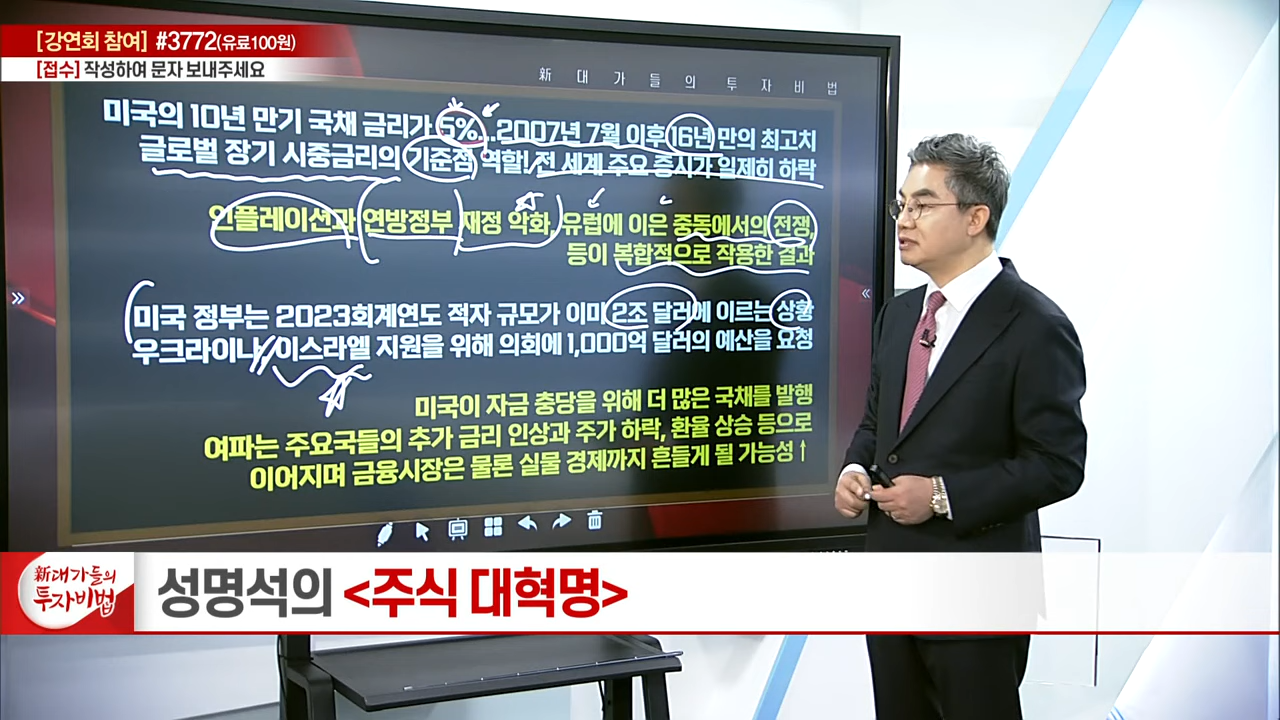 [강연회 참여] #3772(유료100원)
[접수] 작성하여 문자 보내주세요
新 대가들의 투자비법
미국의 10년 만기 국채 금리가 5%...2007년 7월 이후 16년 만의 최고치
글로벌 장기 시중금리의 기준점 역할! 전 세계 주요 증시가 일제히 하락
인플레이션과 연방정부 재정 악화, 유럽에 이은 중동에서의 전쟁,
등이 복합적으로 작용한 결과
미국 정부는 2023회계연도 적자 규모가 이미 2조 달러에 이르는 상황
우크라이나, 이스라엘 지원을 위해 의회에 1,000억 달러의 예산을 요청
미국이 자금 충당을 위해 더 많은 국채를 발행
여파는 주요국들의 추가 금리 인상과 주가 하락, 환율 상승 등으로
이어지며 금융시장은 물론 실물 경제까지 흔들게 될 가능성↑
新대가들의
투자비법
성명석의 <주식 대혁명>